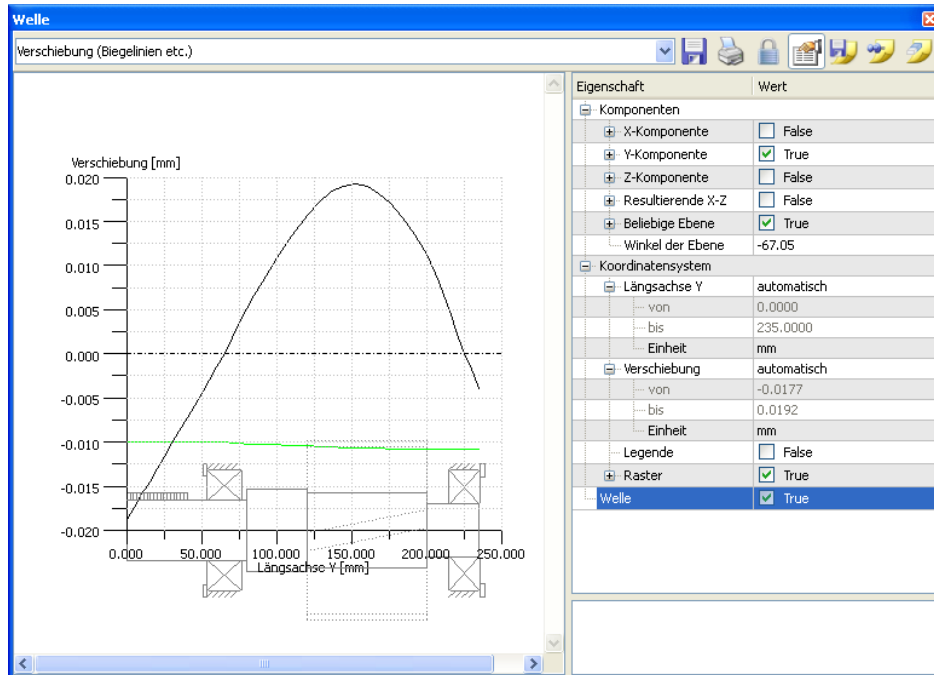 Welle
Verschiebung (Biegelinien etc.)
Verschiebung [mm]
0.020
0.015
0.010
0.005
0.000
-0.005
-0.010
-0.015
-0.020
0.000 50.000 100.000 150.000 200.000 250.000
Längsachse Y [mm]
Eigenschaft Wert
Komponenten
X-Komponente False
Y-Komponente True
Z-Komponente False
Resultierende X-Z False
Beliebige Ebene True
Winkel der Ebene -67.05
Koordinatensystem
Längsachse Y automatisch
von 0.0000
bis 235.0000
Einheit mm
Verschiebung automatisch
von -0.0177
bis 0.0192
Einheit mm
Legende False
Raster True
Welle True